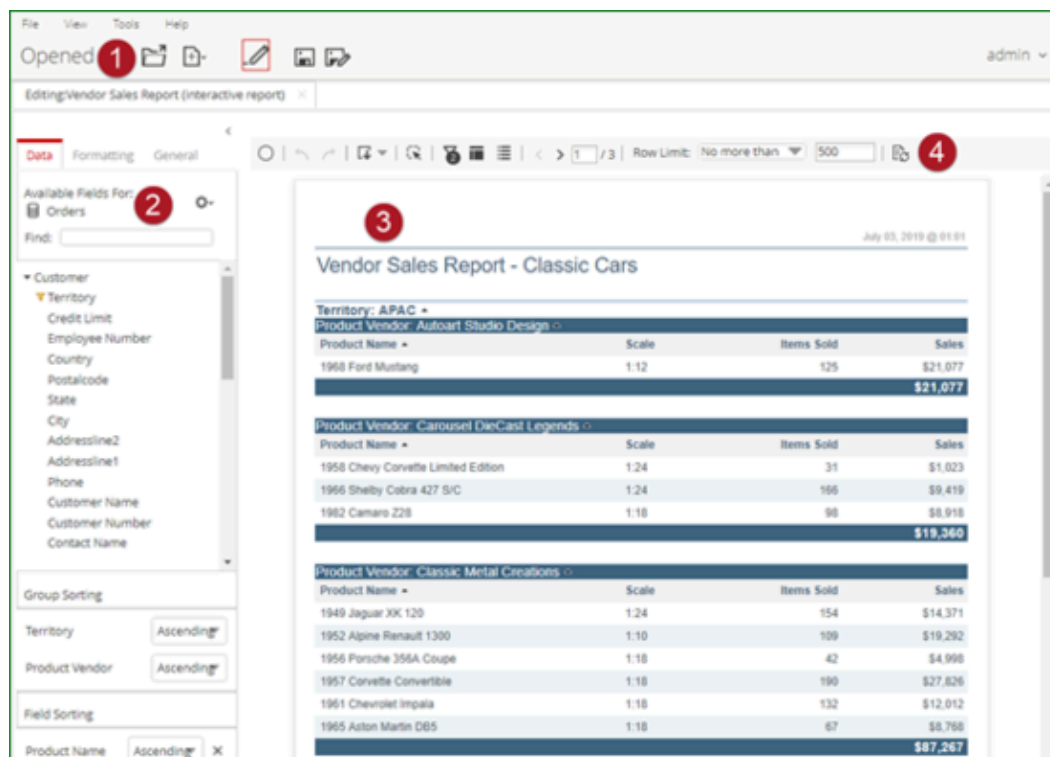 File View Tools Help
Opened 1 admin
Editing:Vendor Sales Report (interactive report) ×
Data Formatting General
Row Limit: No more than 500 4
1 / 3
Available Fields For:
Orders 2
Find:
Customer
Territory
Credit Limit
Employee Number
Country
Postalcode
State
City
Addressline2
Addressline1
Phone
Customer Name
Customer Number
Contact Name
Group Sorting
Territory Ascending
Product Vendor Ascending
Field Sorting
Product Name Ascending ×
3
July 03, 2019 @ 01:01
Vendor Sales Report - Classic Cars
Territory: APAC
Product Vendor: Autoart Studio Design
Product Name Scale Items Sold Sales
1968 Ford Mustang 1:12 125 $21,077
$21,077
Product Vendor: Carousel DieCast Legends
Product Name Scale Items Sold Sales
1958 Chevy Corvette Limited Edition 1:24 31 $1,023
1966 Shelby Cobra 427 S/C 1:24 166 $9,419
1982 Camaro Z28 1:18 98 $8,918
$19,360
Product Vendor: Classic Metal Creations
Product Name Scale Items Sold Sales
1949 Jaguar XK 120 1:24 154 $14,371
1952 Alpine Renault 1300 1:10 109 $19,292
1956 Porsche 356A Coupe 1:18 42 $4,998
1957 Corvette Convertible 1:18 190 $27,826
1961 Chevrolet Impala 1:18 132 $12,012
1965 Aston Martin DB5 1:18 67 $8,768
$87,267